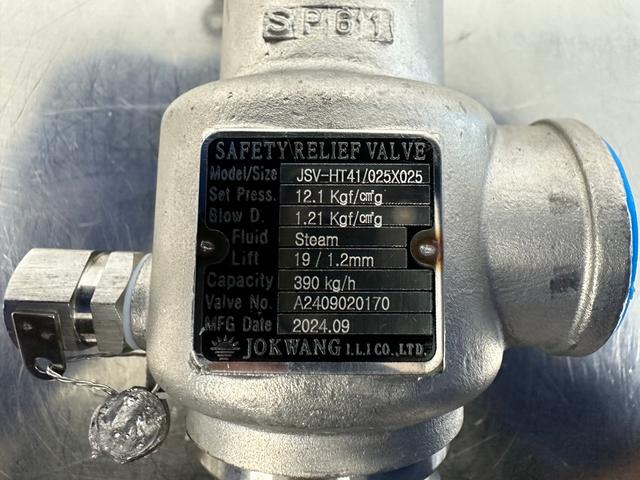 SP61
SAFETY RELIEF VALVE
Model/Size JSV-HT41/025X025
Set Press. 12.1 Kgf/㎠g
Blow D. 1.21 Kgf/㎠g
Fluid Steam
Lift 19 / 1.2mm
Capacity 390 kg/h
Valve No. A2409020170
MFG Date 2024.09
JOKWANG I.L.I CO.,LTD.